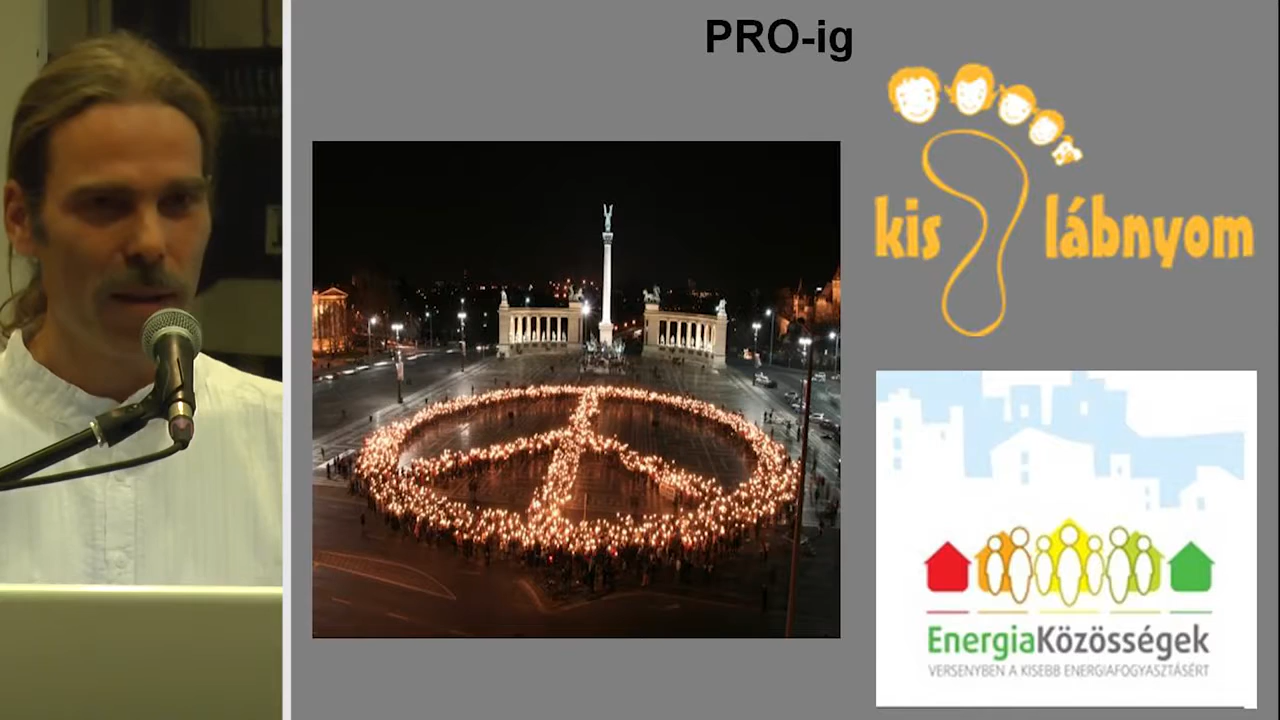 PRO-ig
kis lábnyom
EnergiaKözösségek
VERSENYBEN A KISEBB ENERGIAFOGYASZTÁSÉRT